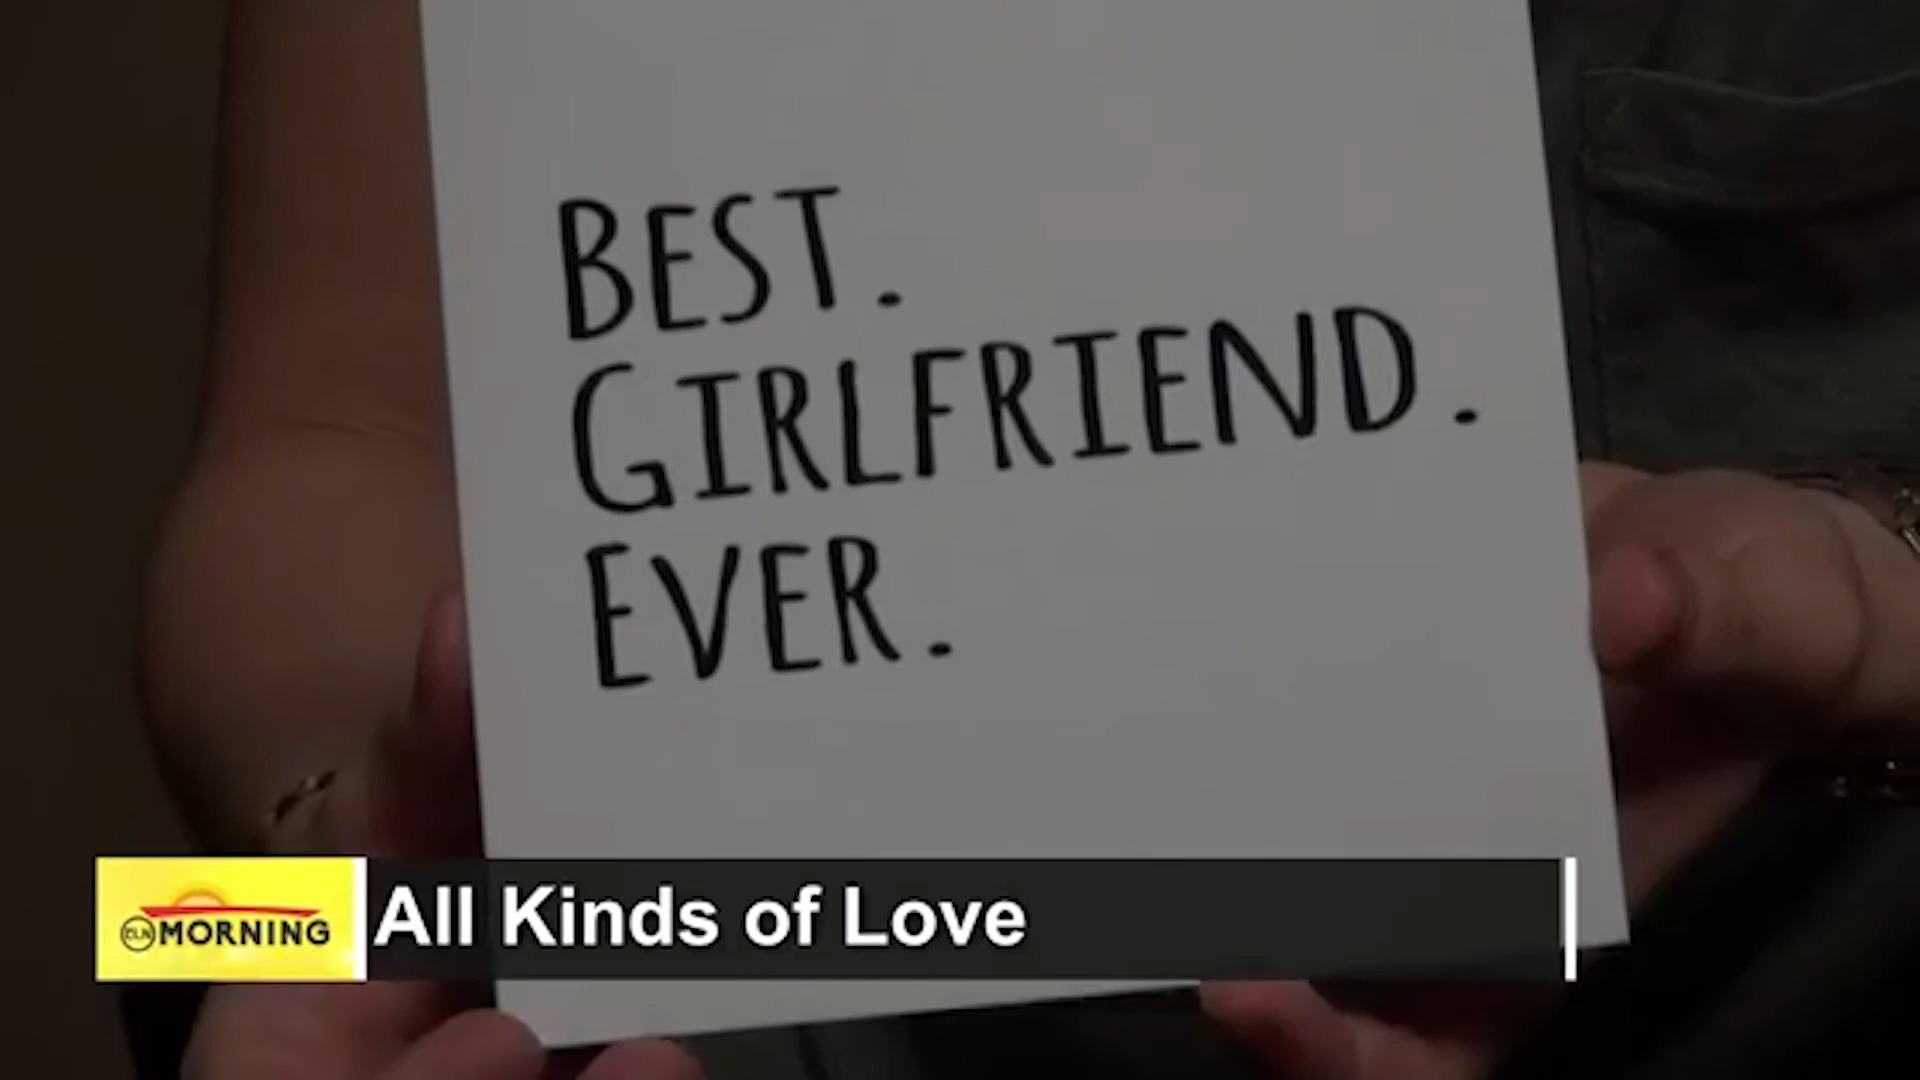 BEST.
GIRLFRIEND.
EVER.
MORNING
All Kinds of Love